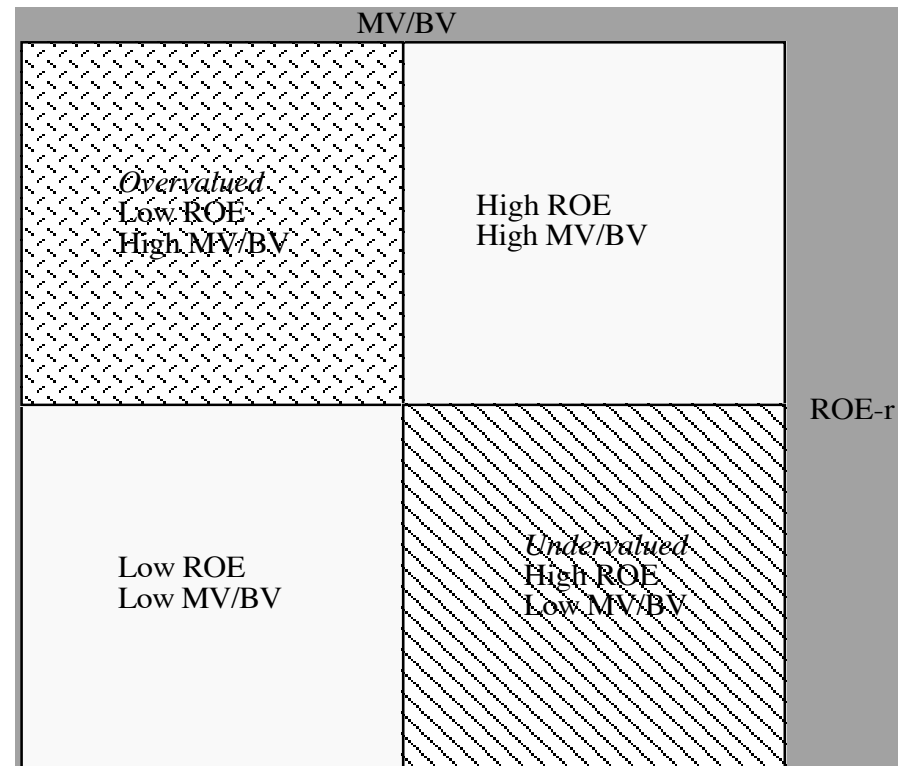 MV/BV
Overvalued
Low ROE
High MV/BV
High ROE
High MV/BV
ROE-r
Low ROE
Low MV/BV
Undervalued
High ROE
Low MV/BV